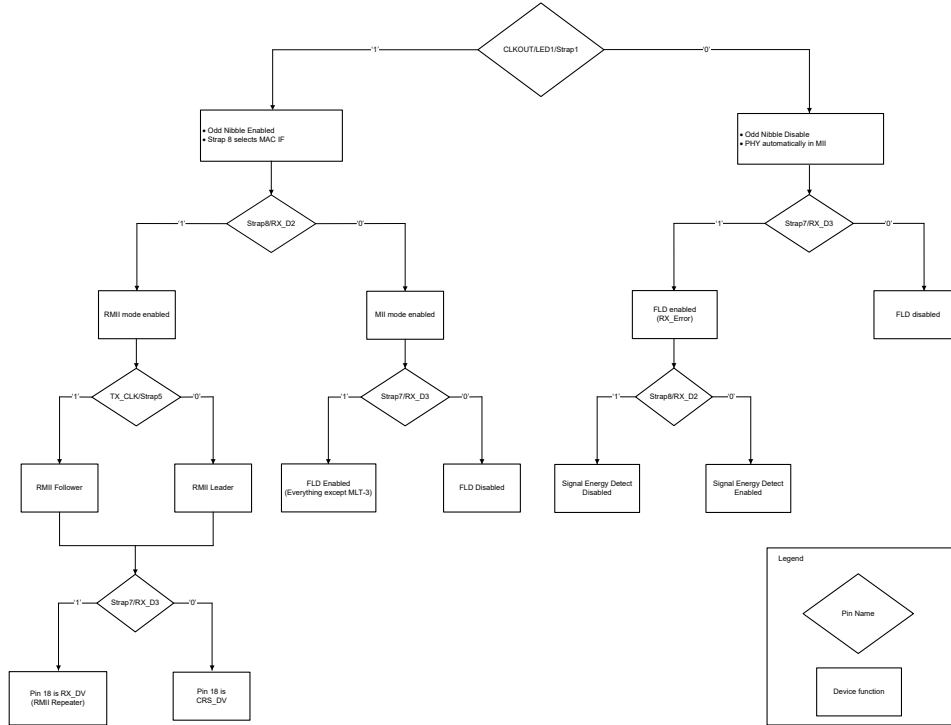 CLKOUT/LED1/Strap1
'1'
'0'
• Odd Nibble Enabled
• Strap 8 selects MAC IF
• Odd Nibble Disable
• PHY automatically in MII
Strap8/RX_D2
'1'
'0'
Strap7/RX_D3
'1'
'0'
RMII mode enabled
MII mode enabled
FLD enabled
(RX_Error)
FLD disabled
TX_CLK/Strap5
'1'
'0'
Strap7/RX_D3
'1'
'0'
Strap8/RX_D2
'1'
'0'
RMII Follower
RMII Leader
FLD Enabled
(Everything except MLT-3)
FLD Disabled
Signal Energy Detect
Disabled
Signal Energy Detect
Enabled
Strap7/RX_D3
'1'
'0'
Pin 18 is RX_DV
(RMII Repeater)
Pin 18 is
CRS_DV
Legend
Pin Name
Device function